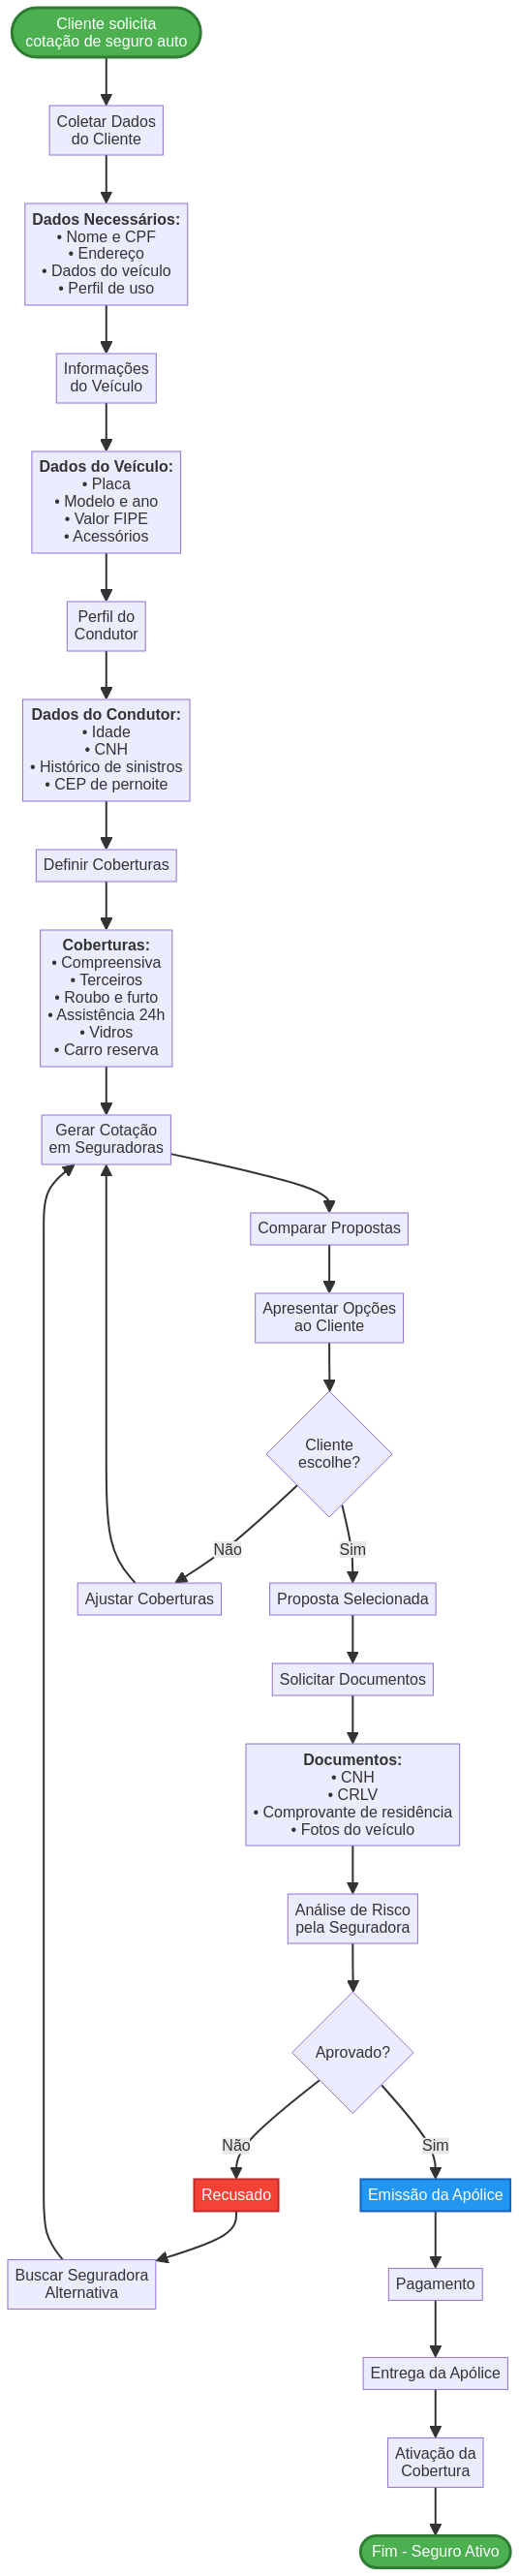 Cliente solicita
cotação de seguro auto
Coletar Dados
do Cliente
Dados Necessários:
• Nome e CPF
• Endereço
• Dados do veículo
• Perfil de uso
Informações
do Veículo
Dados do Veículo:
• Placa
• Modelo e ano
• Valor FIPE
• Acessórios
Perfil do
Condutor
Dados do Condutor:
• Idade
• CNH
• Histórico de sinistros
• CEP de pernoite
Definir Coberturas
Coberturas:
• Compreensiva
• Terceiros
• Roubo e furto
• Assistência 24h
• Vidros
• Carro reserva
Gerar Cotação
em Seguradoras
Comparar Propostas
Apresentar Opções
ao Cliente
Cliente
escolhe?
Não
Sim
Ajustar Coberturas
Proposta Selecionada
Solicitar Documentos
Documentos:
• CNH
• CRLV
• Comprovante de residência
• Fotos do veículo
Análise de Risco
pela Seguradora
Aprovado?
Não
Sim
Recusado
Emissão da Apólice
Buscar Seguradora
Alternativa
Pagamento
Entrega da Apólice
Ativação da
Cobertura
Fim - Seguro Ativo